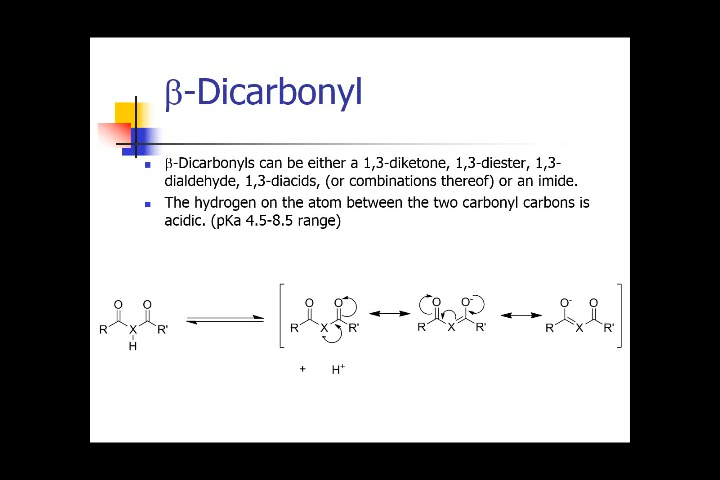 β-Dicarbonyl
β-Dicarbonyls can be either a 1,3-diketone, 1,3-diester, 1,3-
dialdehyde, 1,3-diacids, (or combinations thereof) or an imide.
The hydrogen on the atom between the two carbonyl carbons is
acidic. (pKa 4.5-8.5 range)
O O O O O O- O- O
R X R' R X R' R X R' R X R'
H
+ H+